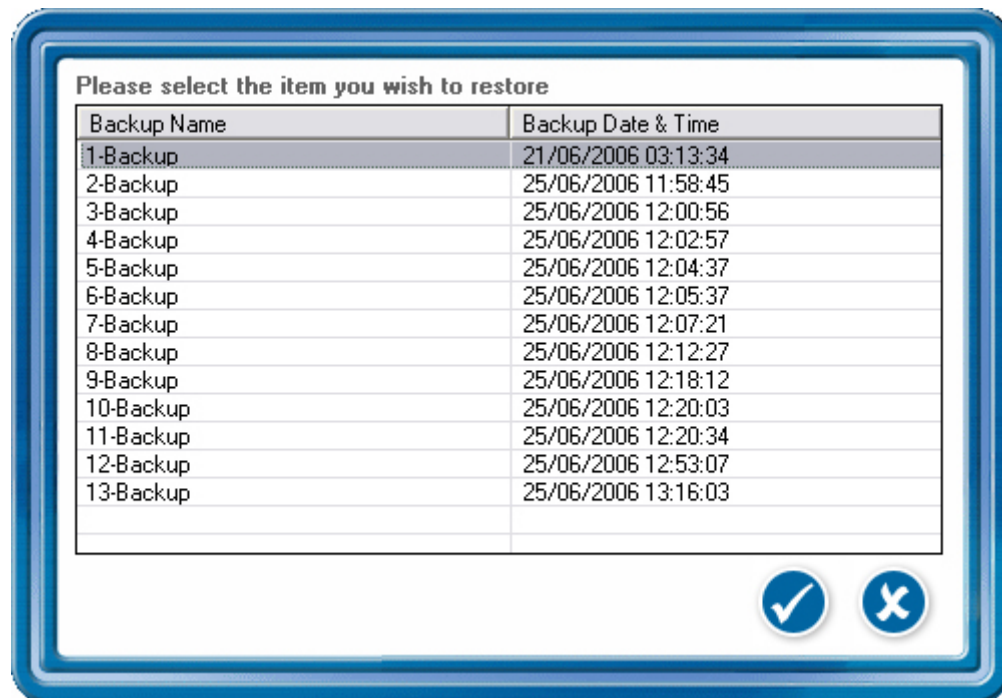 Please select the item you wish to restore
Backup Name Backup Date & Time
1-Backup 21/06/2006 03:13:34
2-Backup 25/06/2006 11:58:45
3-Backup 25/06/2006 12:00:56
4-Backup 25/06/2006 12:02:57
5-Backup 25/06/2006 12:04:37
6-Backup 25/06/2006 12:05:37
7-Backup 25/06/2006 12:07:21
8-Backup 25/06/2006 12:12:27
9-Backup 25/06/2006 12:18:12
10-Backup 25/06/2006 12:20:03
11-Backup 25/06/2006 12:20:34
12-Backup 25/06/2006 12:53:07
13-Backup 25/06/2006 13:16:03